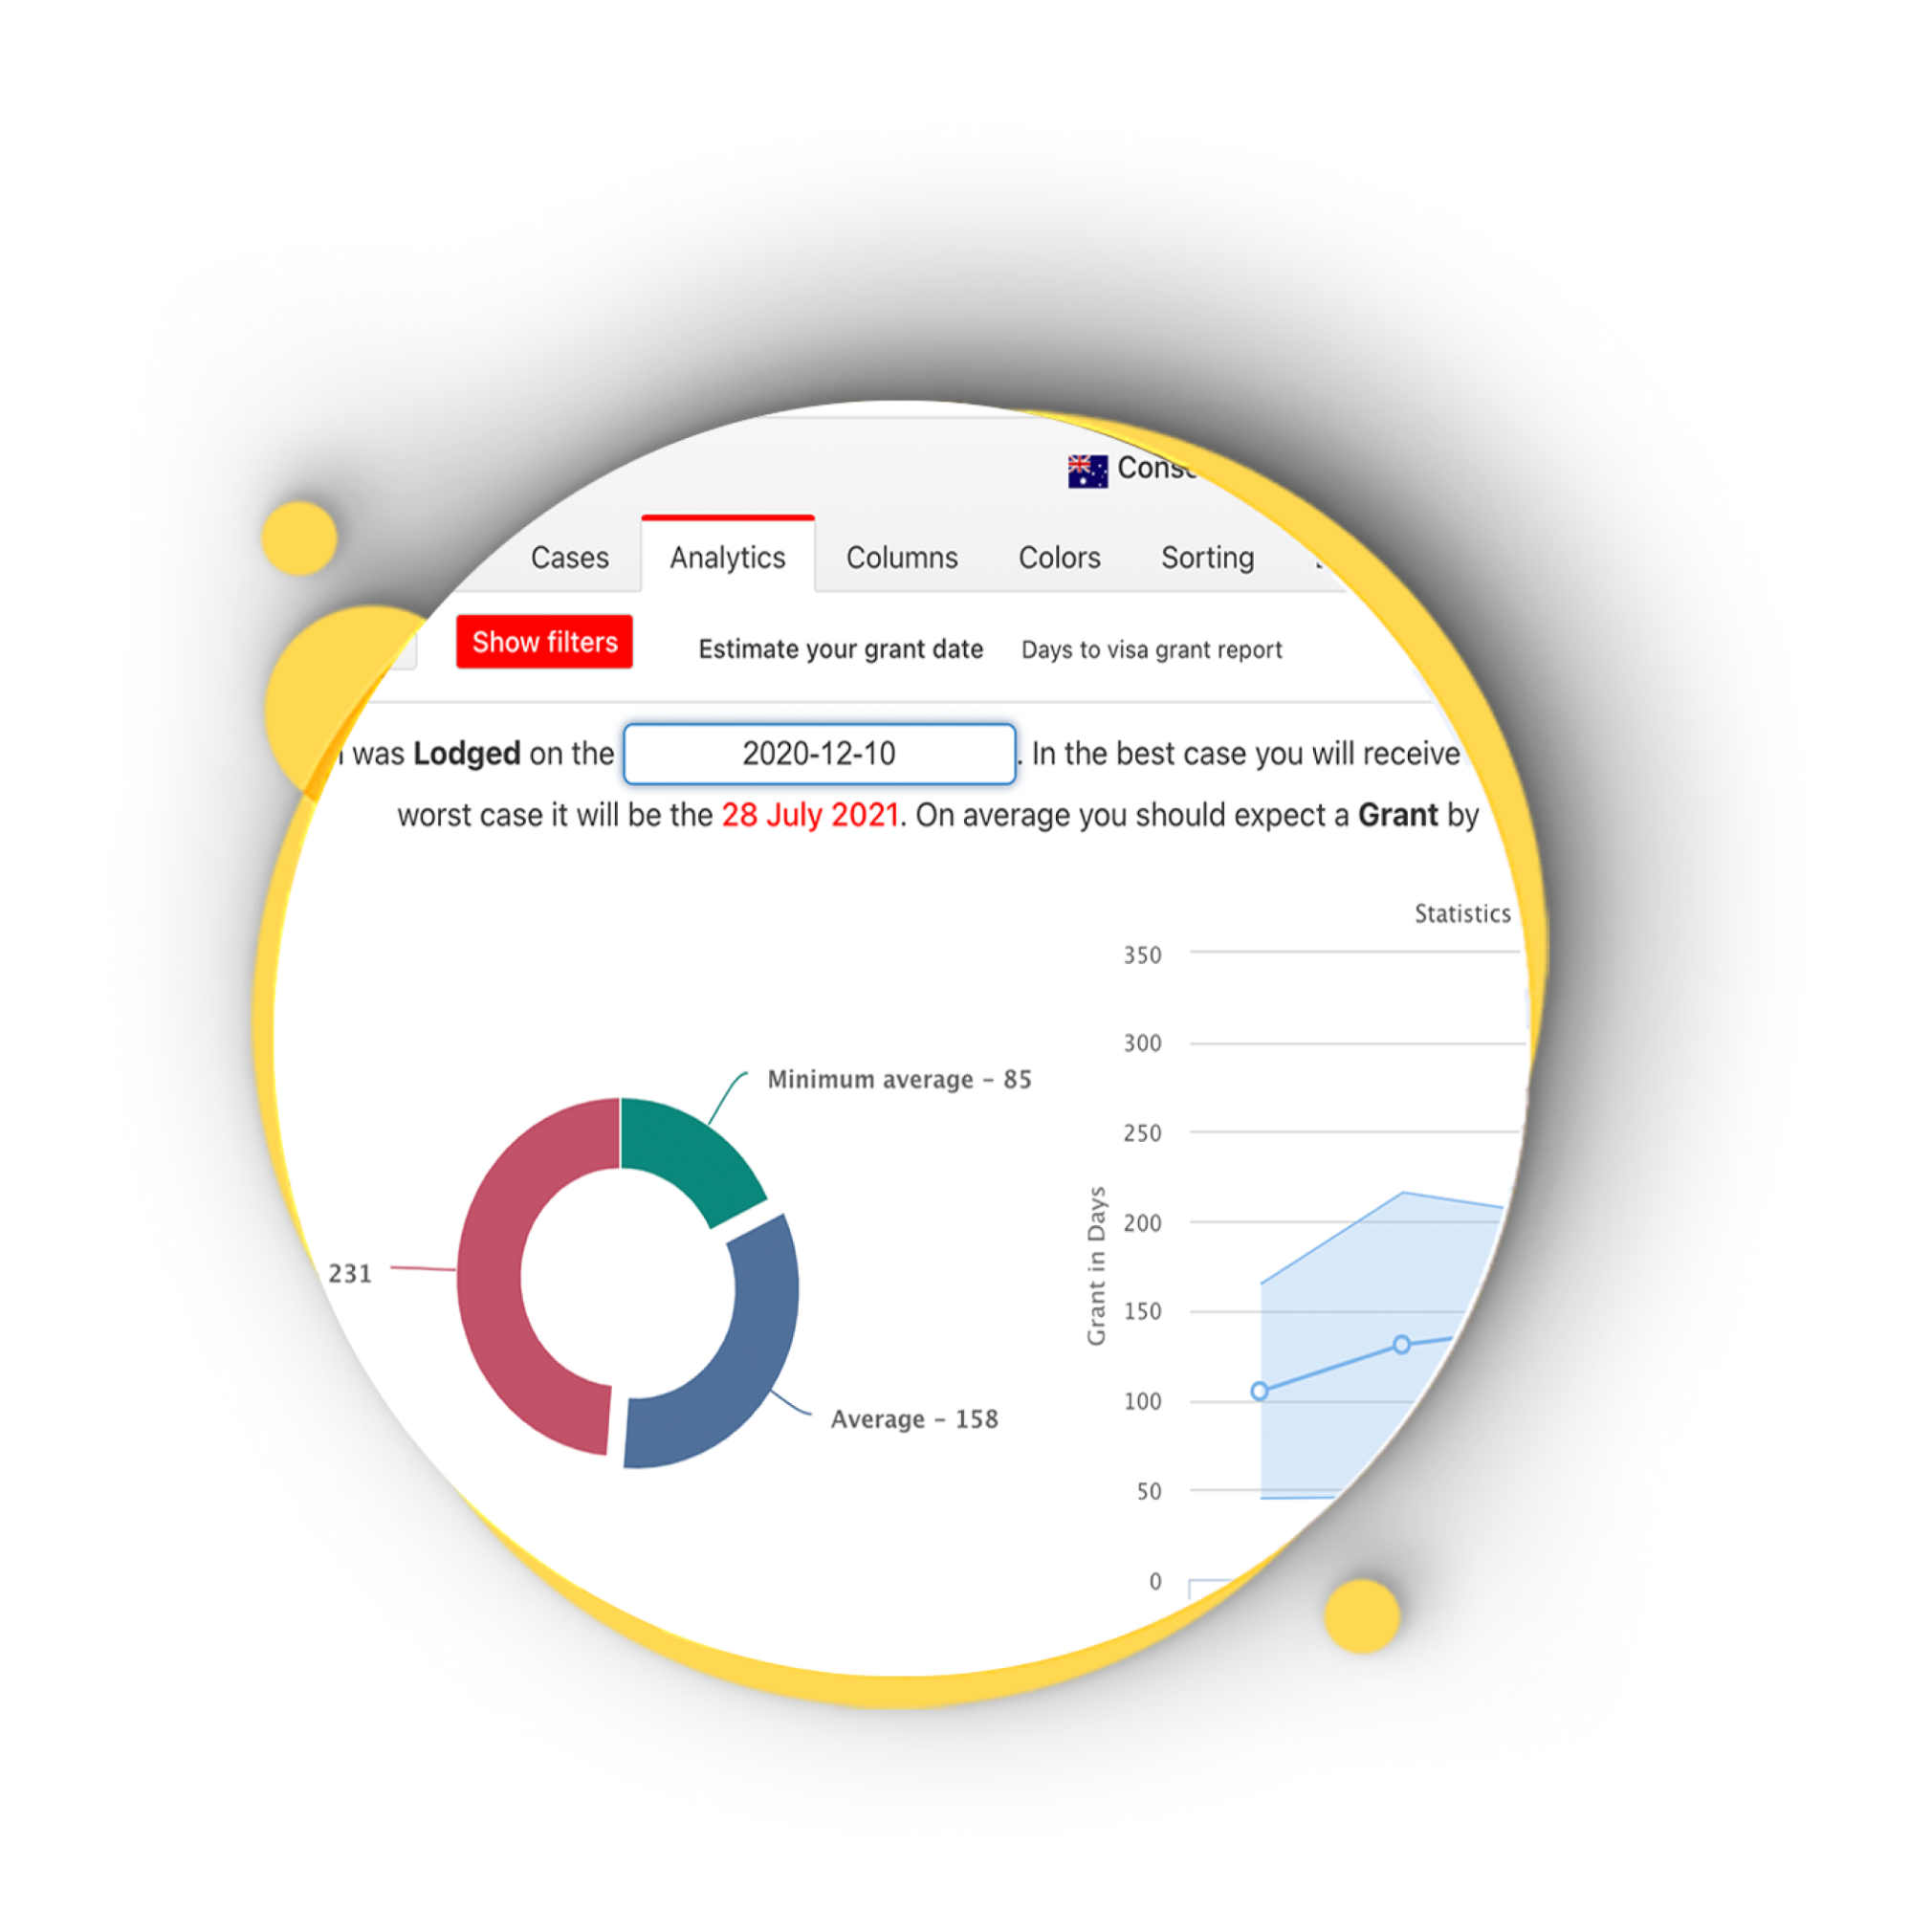 Cases Analytics Columns Colors Sorting
Show filters Estimate your grant date Days to visa grant report
was Lodged on the 2020-12-10 . In the best case you will receive
worst case it will be the 28 July 2021. On average you should expect a Grant by
Statistics
350
300
250
200
150
100
50
0
Grant in Days
Minimum average – 85
231
Average – 158